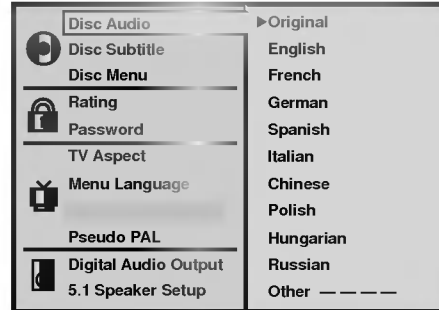 Disc Audio
Disc Subtitle
Disc Menu
Rating
Password
TV Aspect
Menu Language
Pseudo PAL
Digital Audio Output
5.1 Speaker Setup
▶Original
English
French
German
Spanish
Italian
Chinese
Polish
Hungarian
Russian
Other — — — —